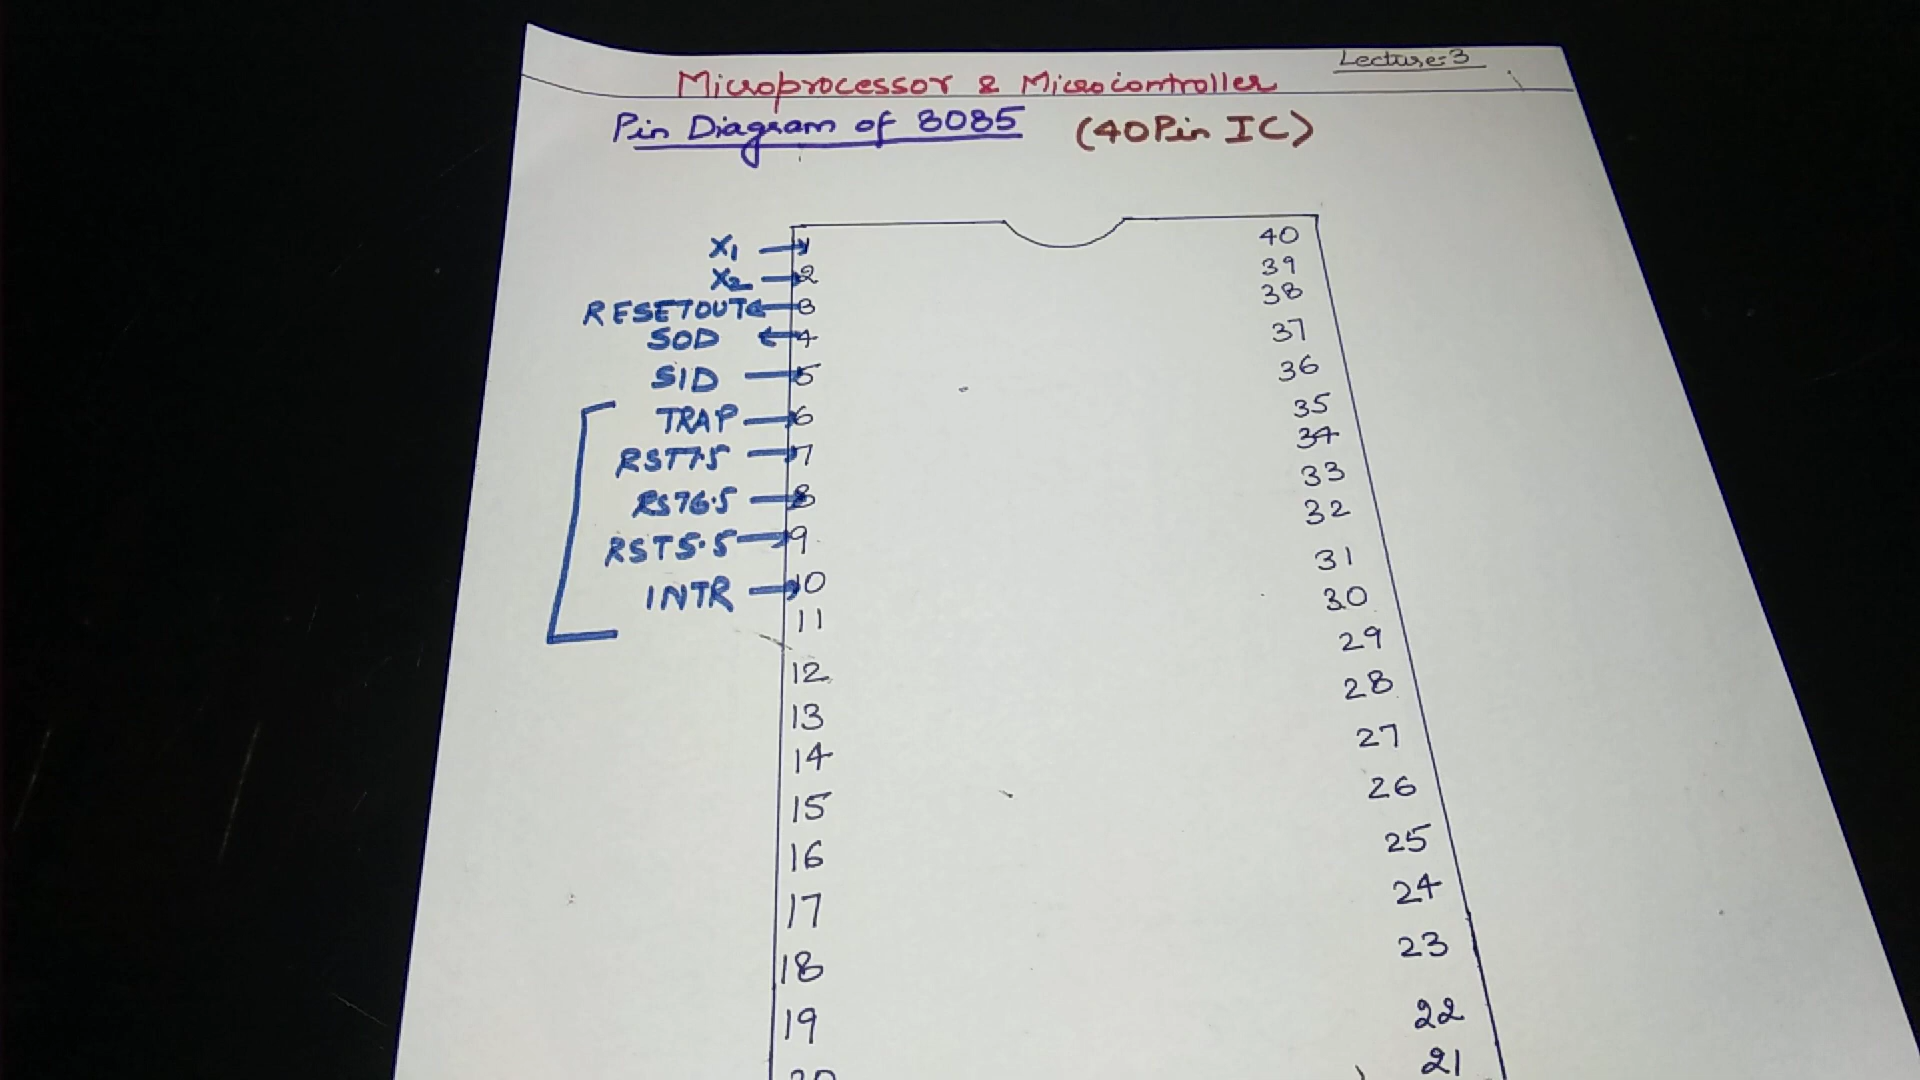 Lecture:3
Microprocessor & Microcontroller
Pin Diagram of 8085 (40 Pin IC)
X1 1 40
X2 2 39
RESETOUT 3 38
SOD 4 37
SID 5 36
TRAP 6 35
RST7.5 7 34
RST6.5 8 33
RST5.5 9 32
INTR 10 31
11 30
12 29
13 28
14 27
15 26
16 25
17 24
18 23
19 22
20 21